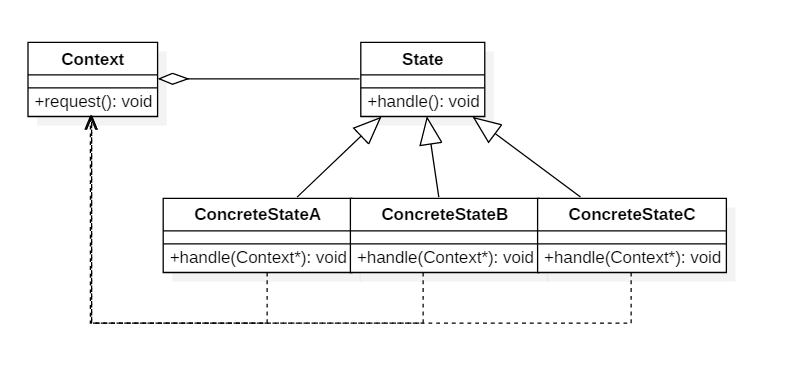 Context
State
+request(): void
+handle(): void
ConcreteStateA
ConcreteStateB
ConcreteStateC
+handle(Context*): void
+handle(Context*): void
+handle(Context*): void